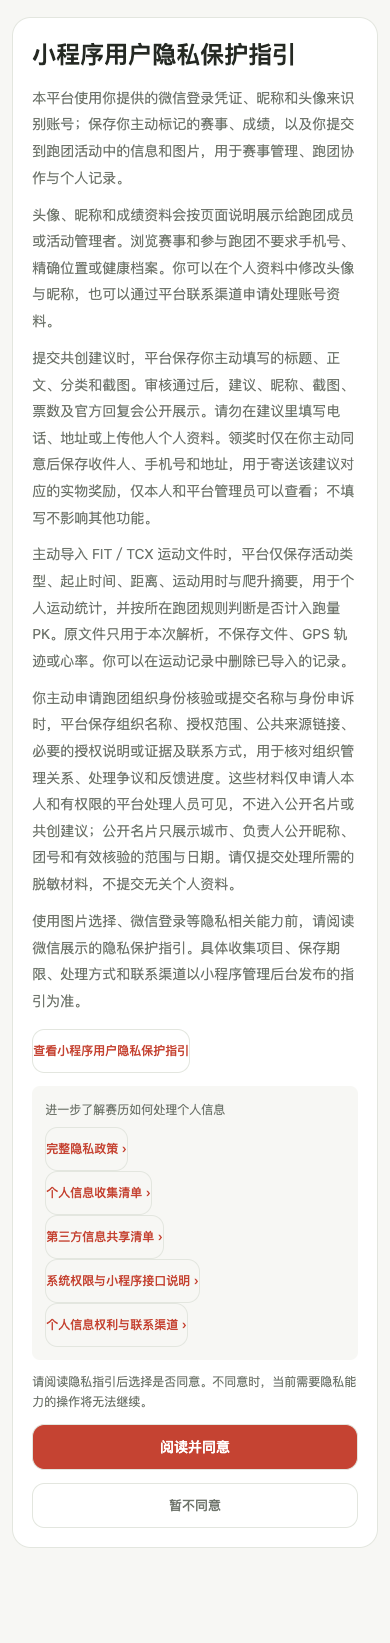 小程序用户隐私保护指引
本平台使用你提供的微信登录凭证、昵称和头像来识
别账号；保存你主动标记的赛事、成绩，以及你提交
到跑团活动中的信息和图片，用于赛事管理、跑团协
作与个人记录。
头像、昵称和成绩资料会按页面说明展示给跑团成员
或活动管理者。浏览赛事和参与跑团不要求手机号、
精确位置或健康档案。你可以在个人资料中修改头像
与昵称，也可以通过平台联系渠道申请处理账号资
料。
提交共创建议时，平台保存你主动填写的标题、正
文、分类和截图。审核通过后，建议、昵称、截图、
票数及官方回复会公开展示。请勿在建议里填写电
话、地址或上传他人个人资料。领奖时仅在你主动同
意后保存收件人、手机号和地址，用于寄送该建议对
应的实物奖励，仅本人和平台管理员可以查看；不填
写不影响其他功能。
主动导入 FIT / TCX 运动文件时，平台仅保存活动类
型、起止时间、距离、运动用时与爬升摘要，用于个
人运动统计，并按所在跑团规则判断是否计入跑量
PK。原文件只用于本次解析，不保存文件、GPS 轨
迹或心率。你可以在运动记录中删除已导入的记录。
你主动申请跑团组织身份核验或提交名称与身份申诉
时，平台保存组织名称、授权范围、公共来源链接、
必要的授权说明或证据及联系方式，用于核对组织管
理关系、处理争议和反馈进度。这些材料仅申请人本
人和有权限的平台处理人员可见，不进入公开名片或
共创建议；公开名片只展示城市、负责人公开昵称、
团号和有效核验的范围与日期。请仅提交处理所需的
脱敏材料，不提交无关个人资料。
使用图片选择、微信登录等隐私相关能力前，请阅读
微信展示的隐私保护指引。具体收集项目、保存期
限、处理方式和联系渠道以小程序管理后台发布的指
引为准。
查看小程序用户隐私保护指引
进一步了解赛历如何处理个人信息
完整隐私政策 ›
个人信息收集清单 ›
第三方信息共享清单 ›
系统权限与小程序接口说明 ›
个人信息权利与联系渠道 ›
请阅读隐私指引后选择是否同意。不同意时，当前需要隐私能
力的操作将无法继续。
阅读并同意
暂不同意